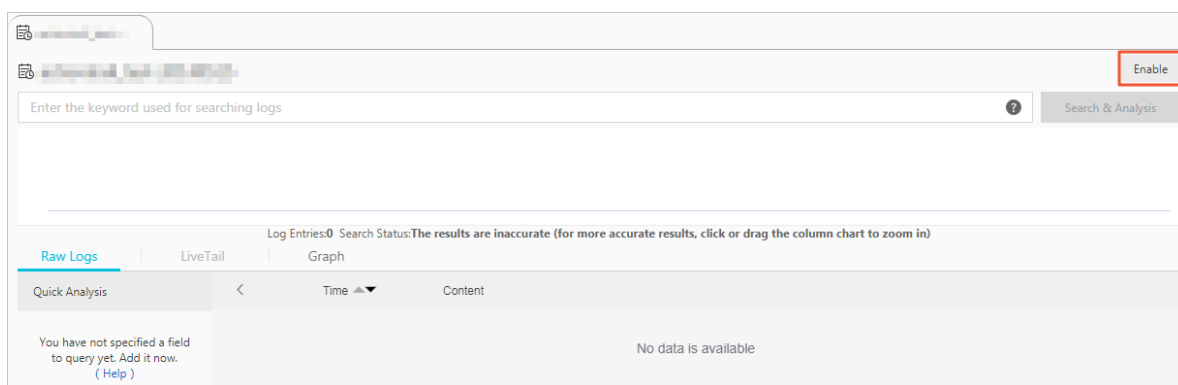 Enable
Enter the keyword used for searching logs
Search & Analysis
Log Entries:0 Search Status:The results are inaccurate (for more accurate results, click or drag the column chart to zoom in)
Raw Logs LiveTail Graph
Quick Analysis Time Content
You have not specified a field
to query yet. Add it now.
( Help )
No data is available